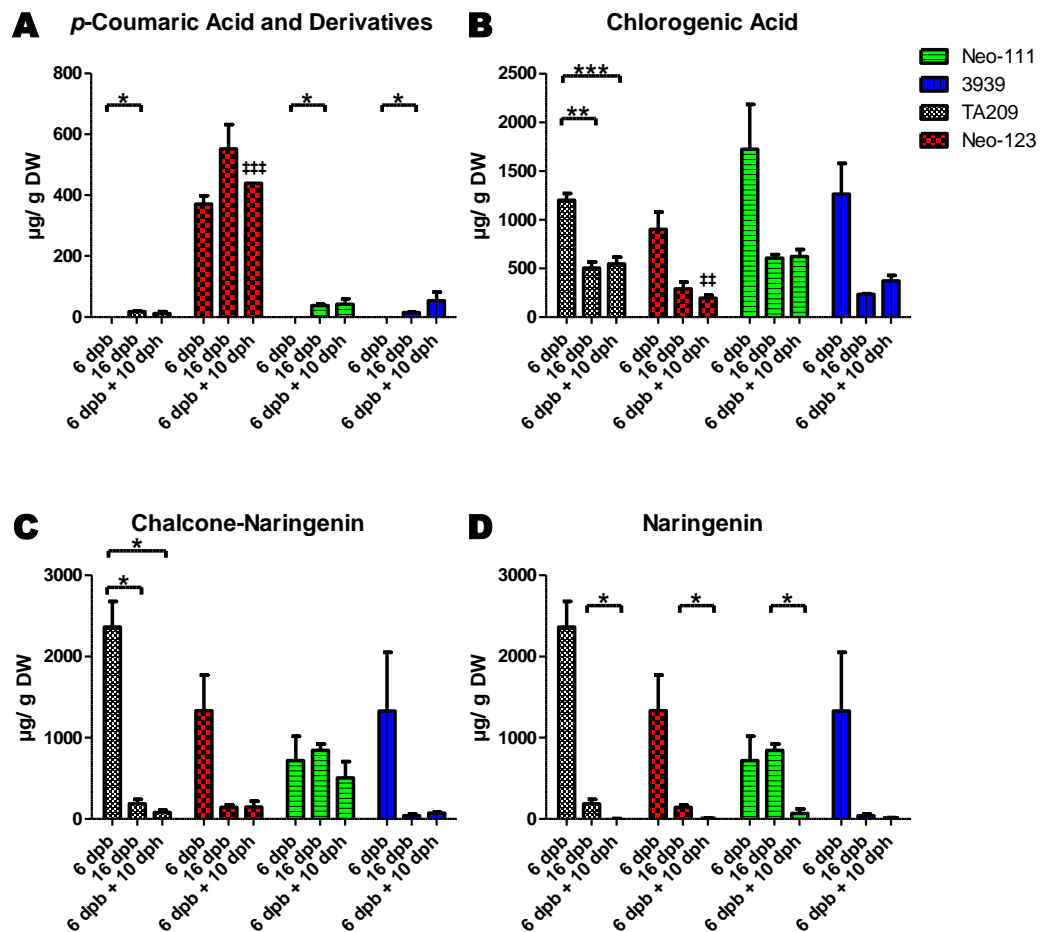 A p-Coumaric Acid and Derivatives
800
600
400
200
0
µg/ g DW
*
‡‡‡
*
*
6 dpb
16 dpb
6 dpb + 10 dph
6 dpb
16 dpb
6 dpb + 10 dph
6 dpb
16 dpb
6 dpb + 10 dph
6 dpb
16 dpb
6 dpb + 10 dph
B Chlorogenic Acid
2500
2000
1500
1000
500
0
µg/ g DW
***
**
‡‡
6 dpb
16 dpb
6 dpb + 10 dph
6 dpb
16 dpb
6 dpb + 10 dph
6 dpb
16 dpb
6 dpb + 10 dph
6 dpb
16 dpb
6 dpb + 10 dph
Neo-111
3939
TA209
Neo-123
C Chalcone-Naringenin
3000
2000
1000
0
µg/ g DW
*
*
6 dpb
16 dpb
6 dpb + 10 dph
6 dpb
16 dpb
6 dpb + 10 dph
6 dpb
16 dpb
6 dpb + 10 dph
6 dpb
16 dpb
6 dpb + 10 dph
D Naringenin
3000
2000
1000
0
µg/ g DW
*
*
*
6 dpb
16 dpb
6 dpb + 10 dph
6 dpb
16 dpb
6 dpb + 10 dph
6 dpb
16 dpb
6 dpb + 10 dph
6 dpb
16 dpb
6 dpb + 10 dph